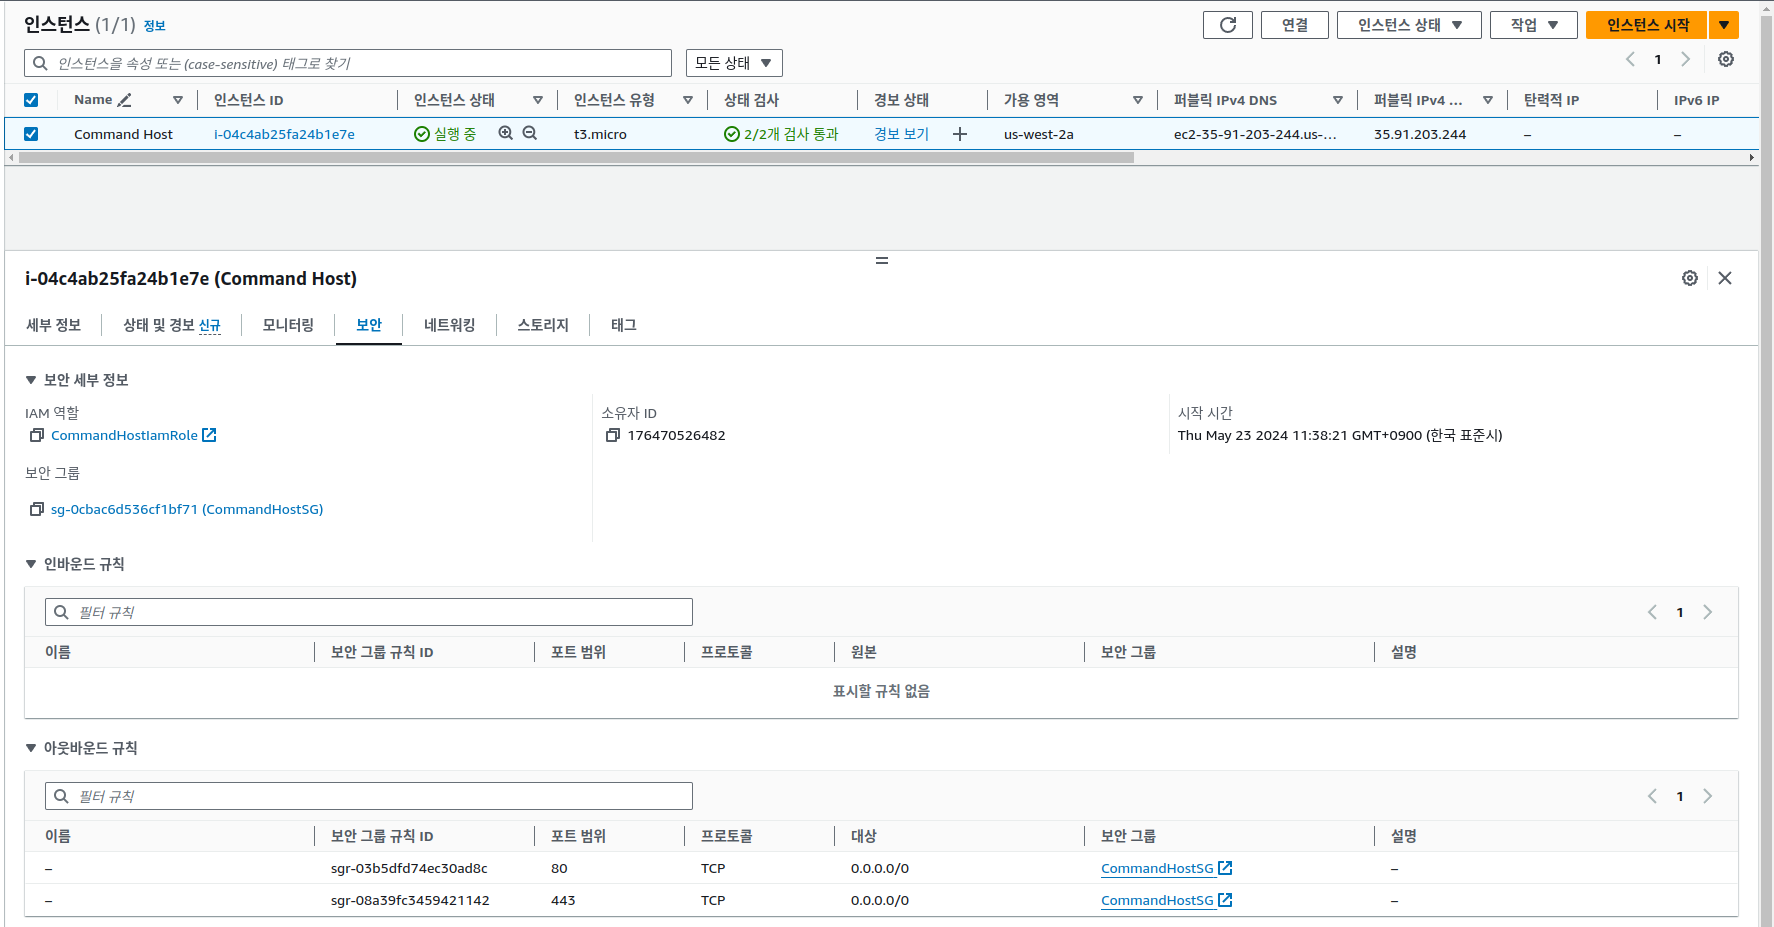 인스턴스 (1/1) 정보
연결
인스턴스 상태
작업
인스턴스 시작
인스턴스을 속성 또는 (case-sensitive) 태그로 찾기
모든 상태
1
Name 인스턴스 ID 인스턴스 상태 인스턴스 유형 상태 검사 경보 상태 가용 영역 퍼블릭 IPv4 DNS 퍼블릭 IPv4 ... 탄력적 IP IPv6 IP
Command Host i-04c4ab25fa24b1e7e 실행 중 t3.micro 2/2개 검사 통과 경보 보기 us-west-2a ec2-35-91-203-244.us-... 35.91.203.244 – –
i-04c4ab25fa24b1e7e (Command Host)
세부 정보 상태 및 경보 신규 모니터링 보안 네트워킹 스토리지 태그
보안 세부 정보
IAM 역할
CommandHostIamRole
소유자 ID
176470526482
시작 시간
Thu May 23 2024 11:38:21 GMT+0900 (한국 표준시)
보안 그룹
sg-0cbac6d536cf1bf71 (CommandHostSG)
인바운드 규칙
필터 규칙
1
이름 보안 그룹 규칙 ID 포트 범위 프로토콜 원본 보안 그룹 설명
표시할 규칙 없음
아웃바운드 규칙
필터 규칙
1
이름 보안 그룹 규칙 ID 포트 범위 프로토콜 대상 보안 그룹 설명
– sgr-03b5dfd74ec30ad8c 80 TCP 0.0.0.0/0 CommandHostSG –
– sgr-08a39fc3459421142 443 TCP 0.0.0.0/0 CommandHostSG –